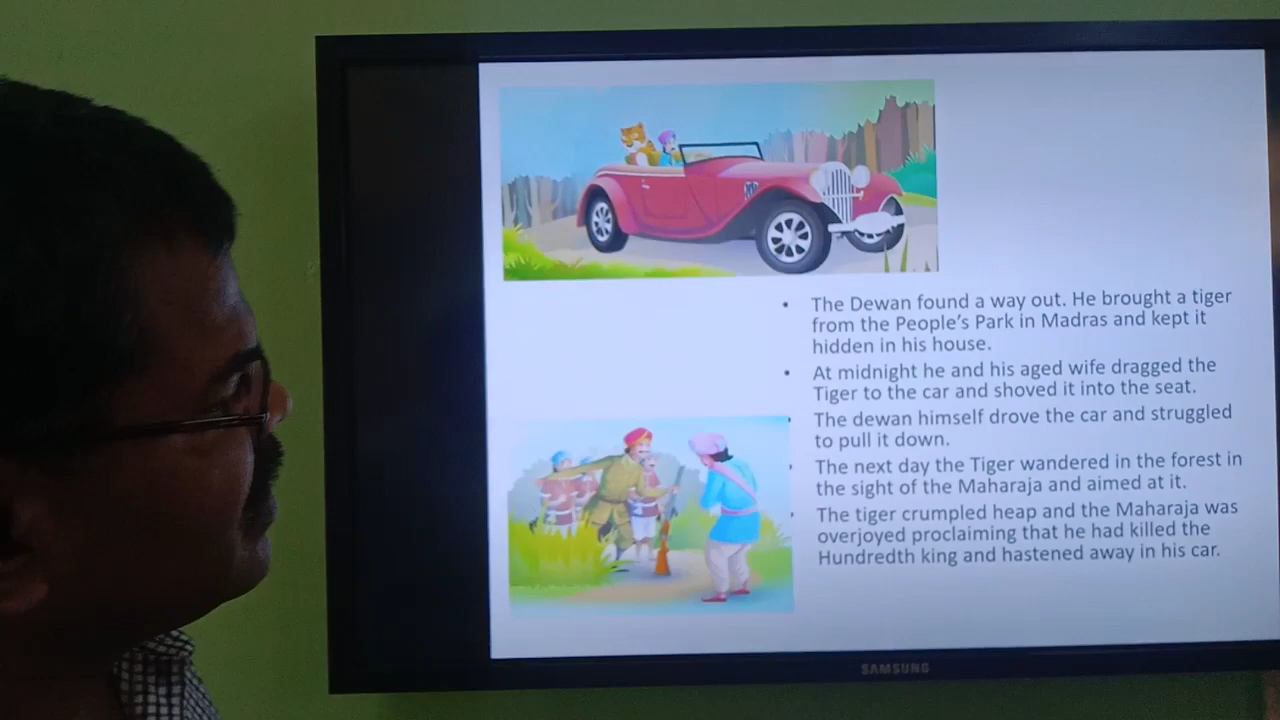 • The Dewan found a way out. He brought a tiger
from the People's Park in Madras and kept it
hidden in his house.
• At midnight he and his aged wife dragged the
Tiger to the car and shoved it into the seat.
The dewan himself drove the car and struggled
to pull it down.
The next day the Tiger wandered in the forest in
the sight of the Maharaja and aimed at it.
The tiger crumpled heap and the Maharaja was
overjoyed proclaiming that he had killed the
Hundredth king and hastened away in his car.
SAMSUNG